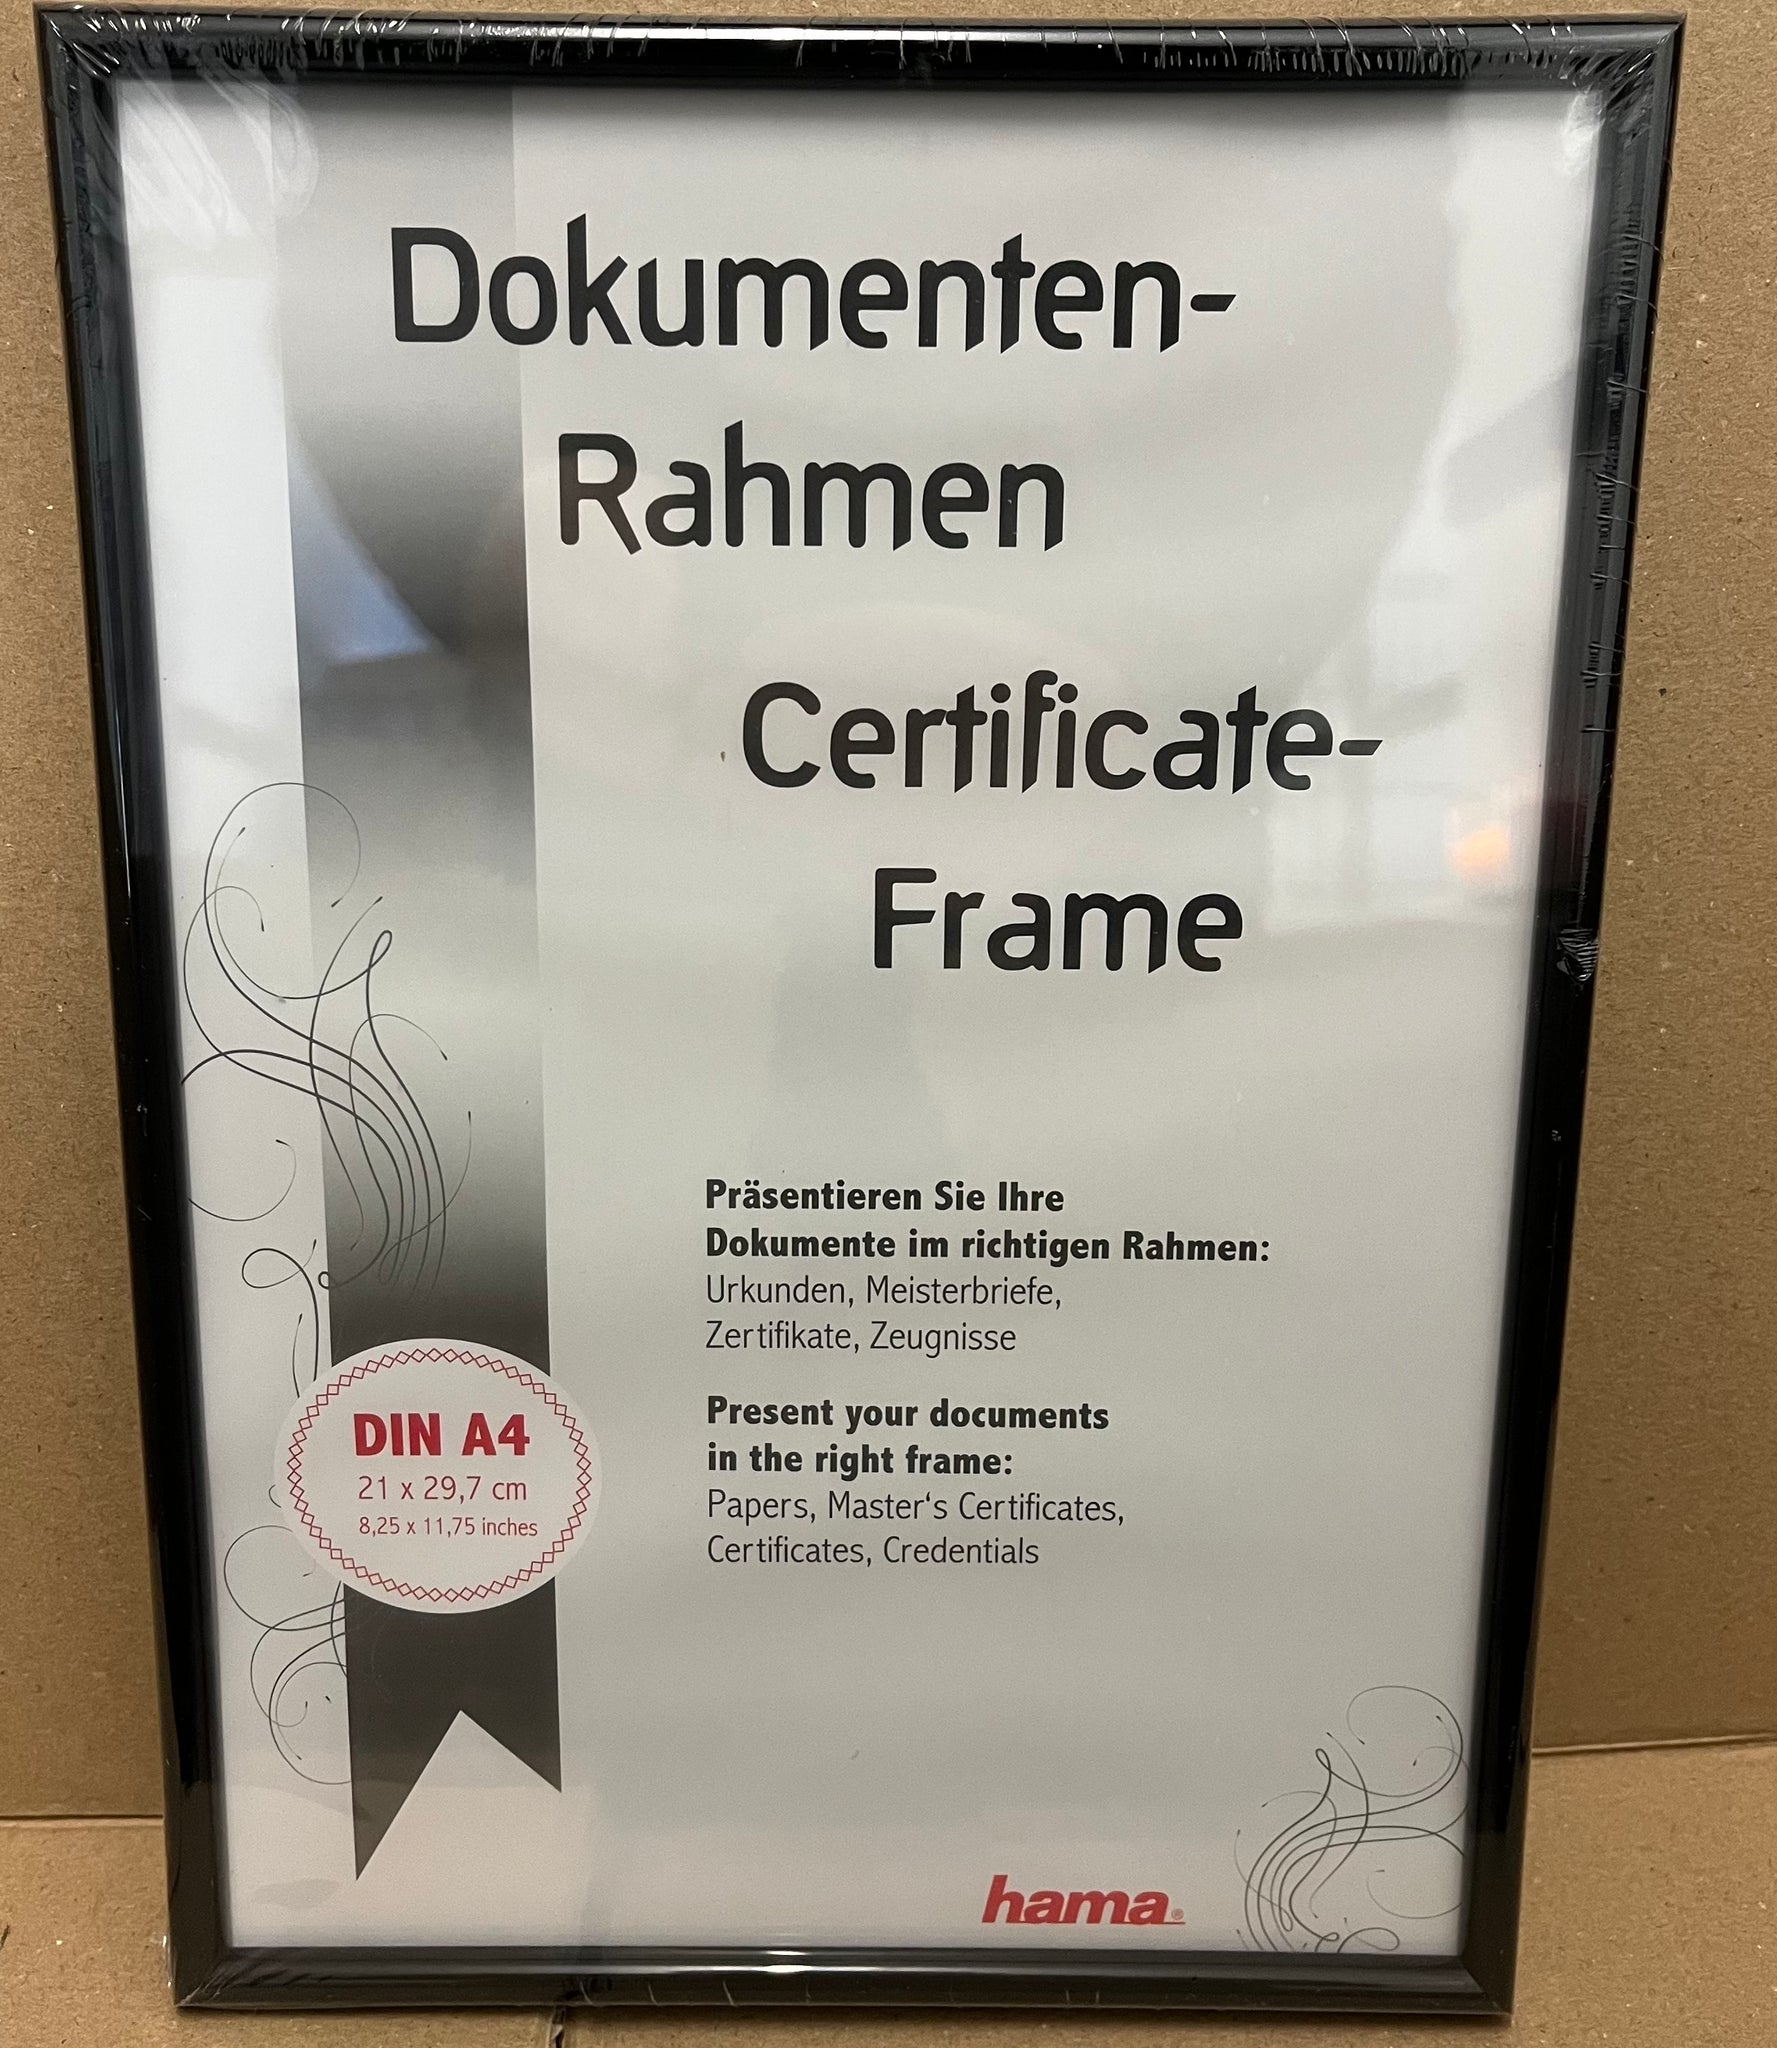 Dokumenten-
Rahmen
Certificate-
Frame
Präsentieren Sie Ihre
Dokumente im richtigen Rahmen:
Urkunden, Meisterbriefe,
Zertifikate, Zeugnisse
Present your documents
in the right frame:
Papers, Master‘s Certificates,
Certificates, Credentials
DIN A4
21 x 29,7 cm
8,25 x 11,75 inches
hama®